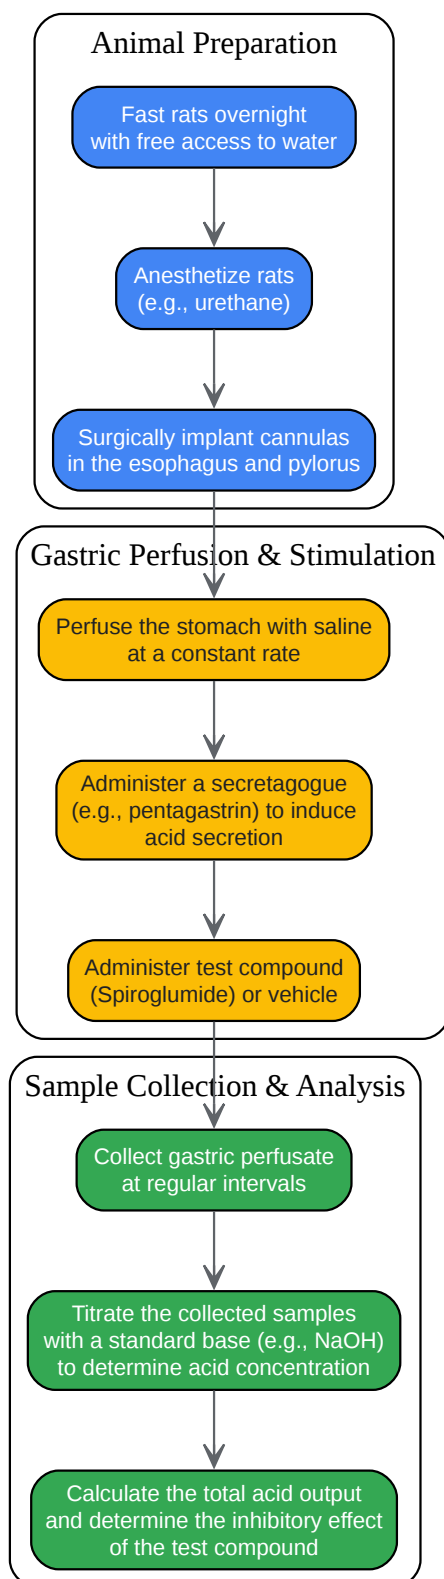 Animal Preparation
Fast rats overnight
with free access to water
Anesthetize rats
(e.g., urethane)
Surgically implant cannulas
in the esophagus and pylorus
Gastric Perfusion & Stimulation
Perfuse the stomach with saline
at a constant rate
Administer a secretagogue
(e.g., pentagastrin) to induce
acid secretion
Administer test compound
(Spiroglumide) or vehicle
Sample Collection & Analysis
Collect gastric perfusate
at regular intervals
Titrate the collected samples
with a standard base (e.g., NaOH)
to determine acid concentration
Calculate the total acid output
and determine the inhibitory effect
of the test compound